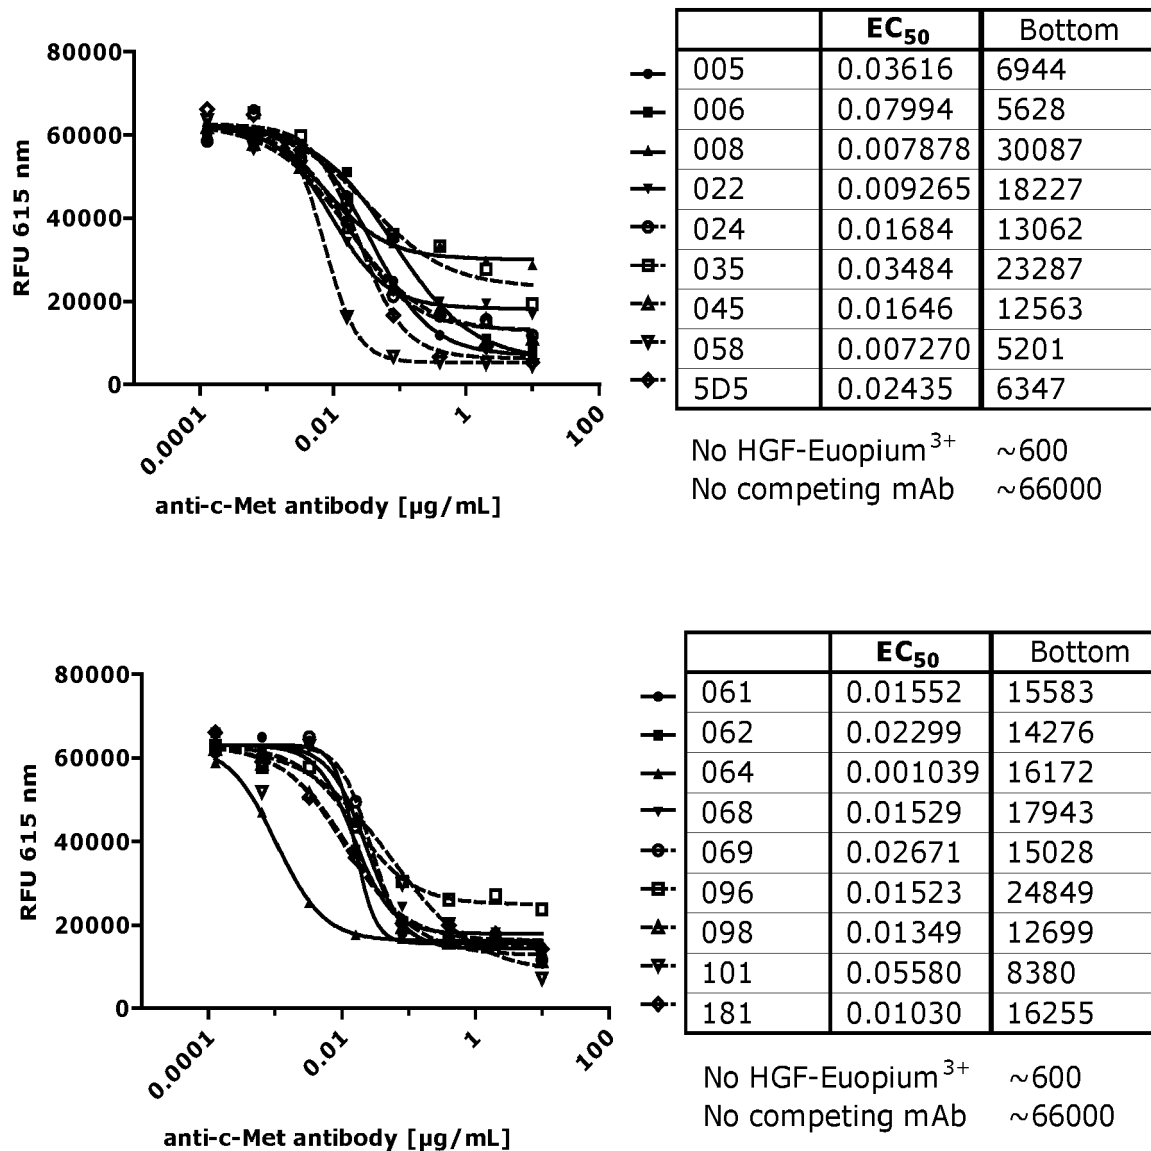 80000
60000
40000
20000
0
RFU 615 nm
0.0001
0.01
1
100
anti-c-Met antibody [µg/mL]
EC50 Bottom
005 0.03616 6944
006 0.07994 5628
008 0.007878 30087
022 0.009265 18227
024 0.01684 13062
035 0.03484 23287
045 0.01646 12563
058 0.007270 5201
5D5 0.02435 6347
No HGF-Euopium3+ ~600
No competing mAb ~66000
80000
60000
40000
20000
0
RFU 615 nm
0.0001
0.01
1
100
anti-c-Met antibody [µg/mL]
EC50 Bottom
061 0.01552 15583
062 0.02299 14276
064 0.001039 16172
068 0.01529 17943
069 0.02671 15028
096 0.01523 24849
098 0.01349 12699
101 0.05580 8380
181 0.01030 16255
No HGF-Euopium3+ ~600
No competing mAb ~66000